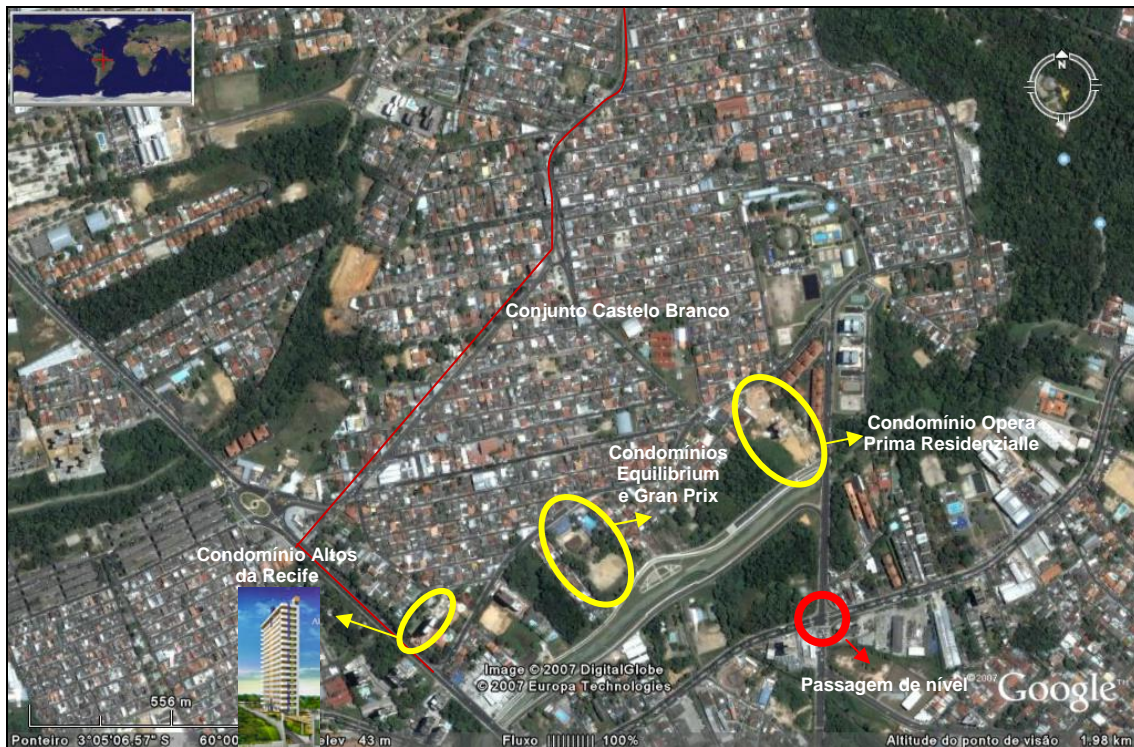 N
Conjunto Castelo Branco
Condomínio Opera
Prima Residenzialle
Condomínios
Equilibrium
e Gran Prix
Condomínio Altos
da Recife
Image © 2007 DigitalGlobe
© 2007 Europa Technologies
Passagem de nível
©2007 Google™
556 m
Ponteiro 3°05'06.57" S 60°00
elev 43 m
Fluxo |||||||||| 100%
Altitude do ponto de visão 1,98 km